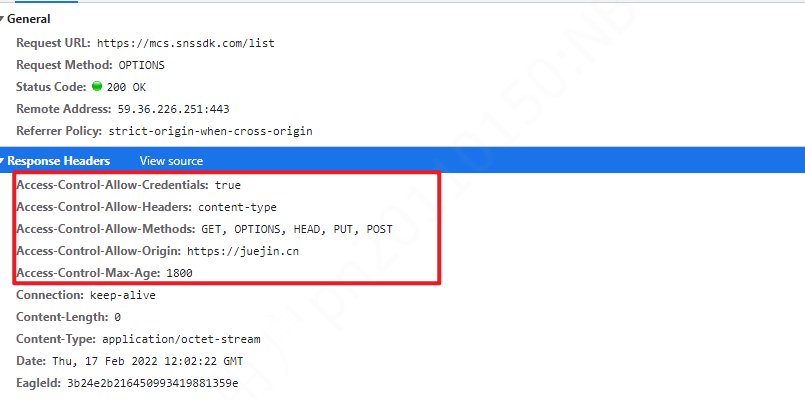 General
Request URL: https://mcs.snssdk.com/list
Request Method: OPTIONS
Status Code: 200 OK
Remote Address: 59.36.226.251:443
Referrer Policy: strict-origin-when-cross-origin
Response Headers View source
Access-Control-Allow-Credentials: true
Access-Control-Allow-Headers: content-type
Access-Control-Allow-Methods: GET, OPTIONS, HEAD, PUT, POST
Access-Control-Allow-Origin: https://juejin.cn
Access-Control-Max-Age: 1800
Connection: keep-alive
Content-Length: 0
Content-Type: application/octet-stream
Date: Thu, 17 Feb 2022 12:02:22 GMT
EagleId: 3b24e2b216450993419881359e